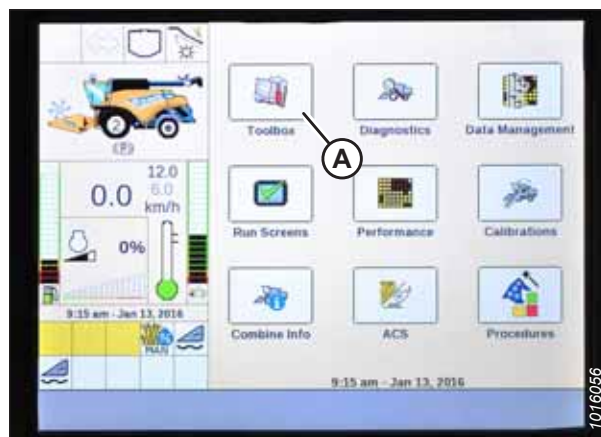 Toolbox
Diagnostics
Data Management
A
2
(P)
12.0
0.0
6.0
km/h
Run Screens
Performance
Calibrations
0%
9:15 am - Jan 13, 2016
MAN
Combine Info
ACS
Procedures
9:15 am - Jan 13, 2016
1016056